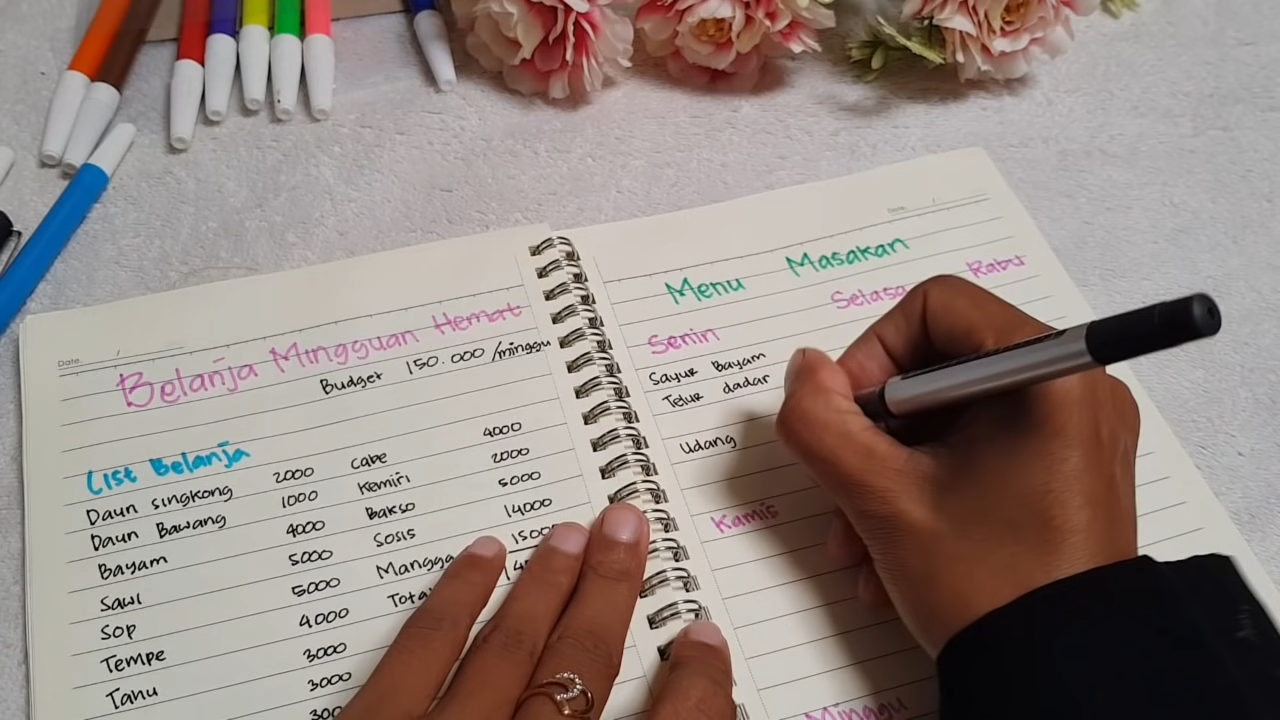 Date. /
Belanja Mingguan Hemat
Budget 150.000 /minggu
List Belanja
Daun singkong 2000 Cabe 4000
Daun Bawang 1000 Kemiri 2000
Bayam 4000 Bakso 5000
Sawi 5000 Sosis 14000
Sop 5000 Mangga 15000
Tempe 4000
Tahu 3000
3000
Date. /
Menu Masakan
Senin Selasa Rabu
Sayur bayam
Telur dadar
Udang
Kamis
Minggu